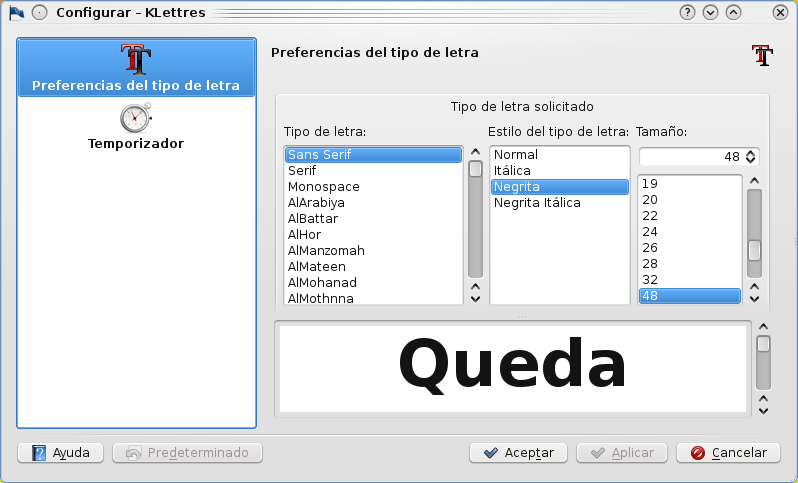 Configurar – KLettres
Preferencias del tipo de letra
Temporizador
Preferencias del tipo de letra
Tipo de letra solicitado
Tipo de letra:
Sans Serif
Serif
Monospace
AlArabiya
AlBattar
AlHor
AlManzomah
AlMateen
AlMohanad
AlMothnna
Estilo del tipo de letra:
Normal
Itálica
Negrita
Negrita Itálica
Tamaño:
48
19
20
22
24
26
28
32
48
Queda
Ayuda
Predeterminado
Aceptar
Aplicar
Cancelar